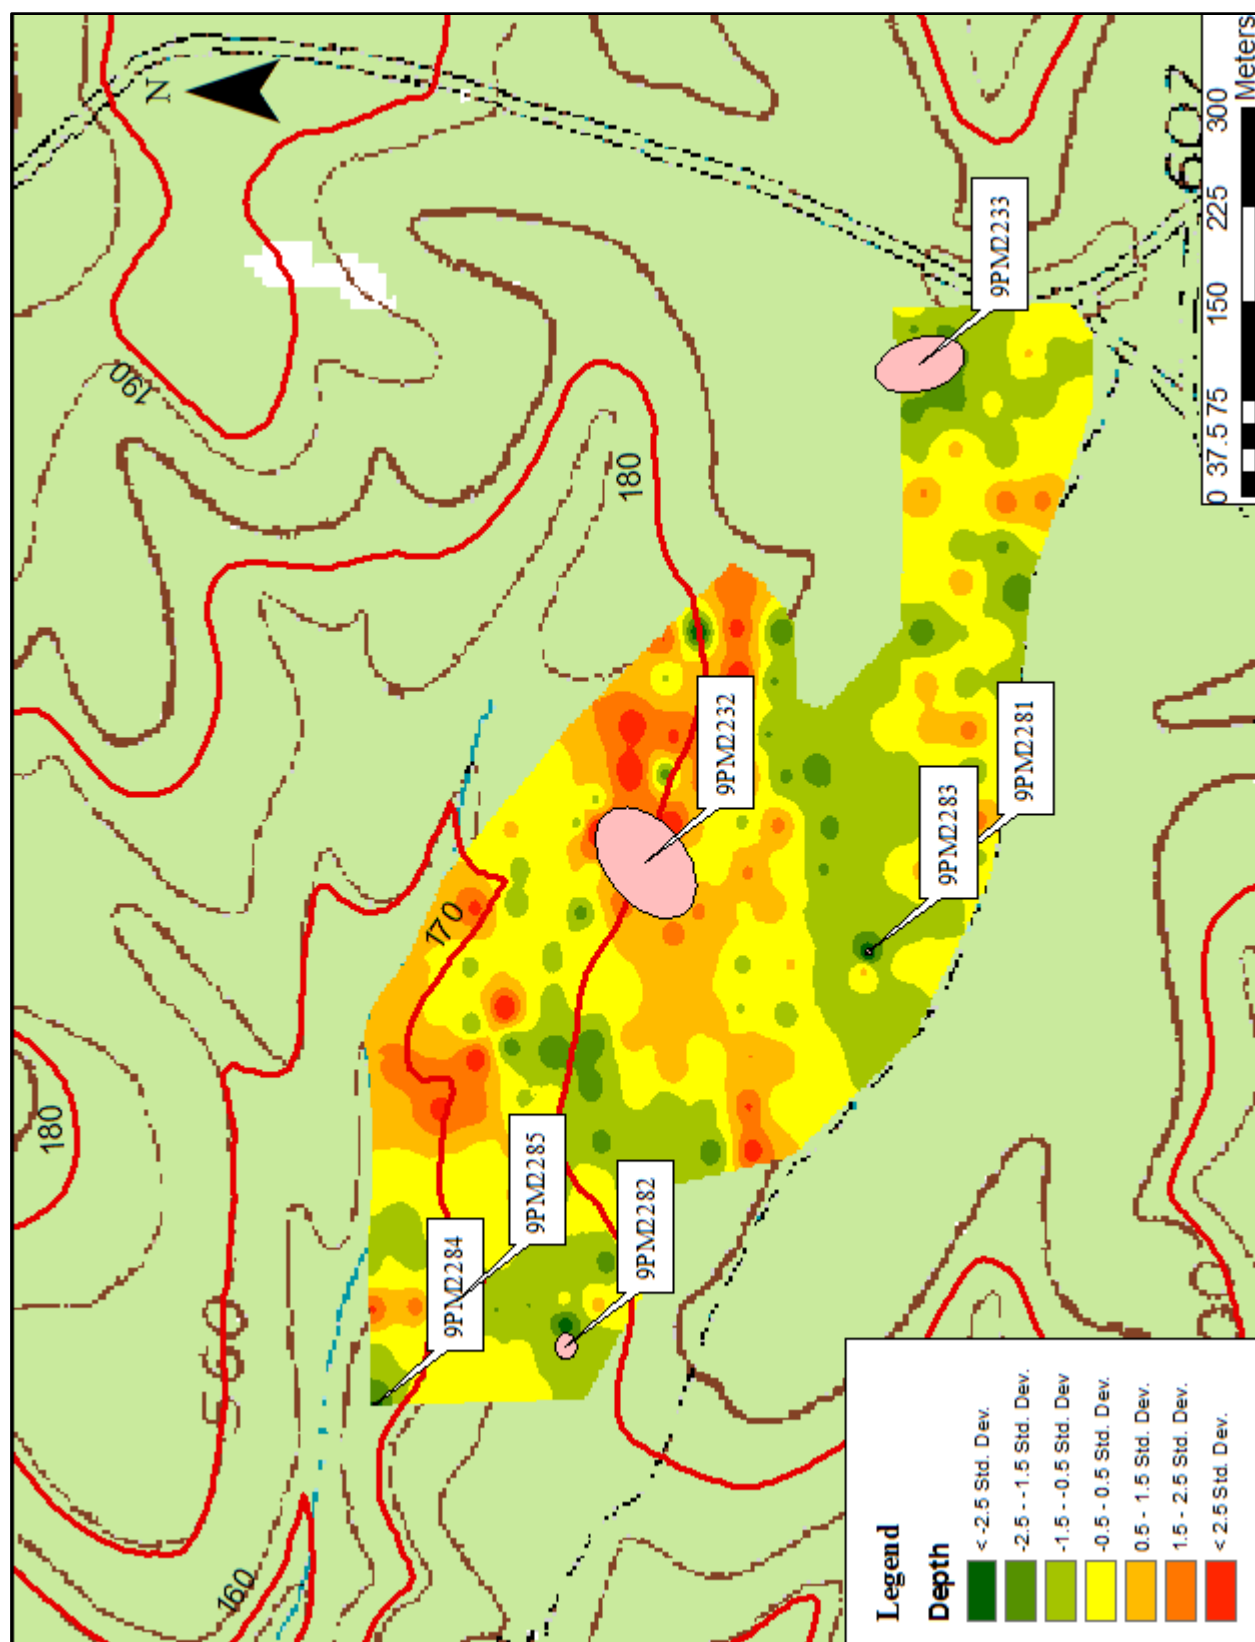 N
190
180
180
170
160
560
607
9PM2233
9PM2232
9PM2281
9PM2283
9PM2285
9PM2284
9PM2282
0 37.5 75 150 225 300
Meters
Legend
Depth
< -2.5 Std. Dev.
-2.5 - -1.5 Std. Dev.
-1.5 - -0.5 Std. Dev
-0.5 - 0.5 Std. Dev.
0.5 - 1.5 Std. Dev.
1.5 - 2.5 Std. Dev.
< 2.5 Std. Dev.